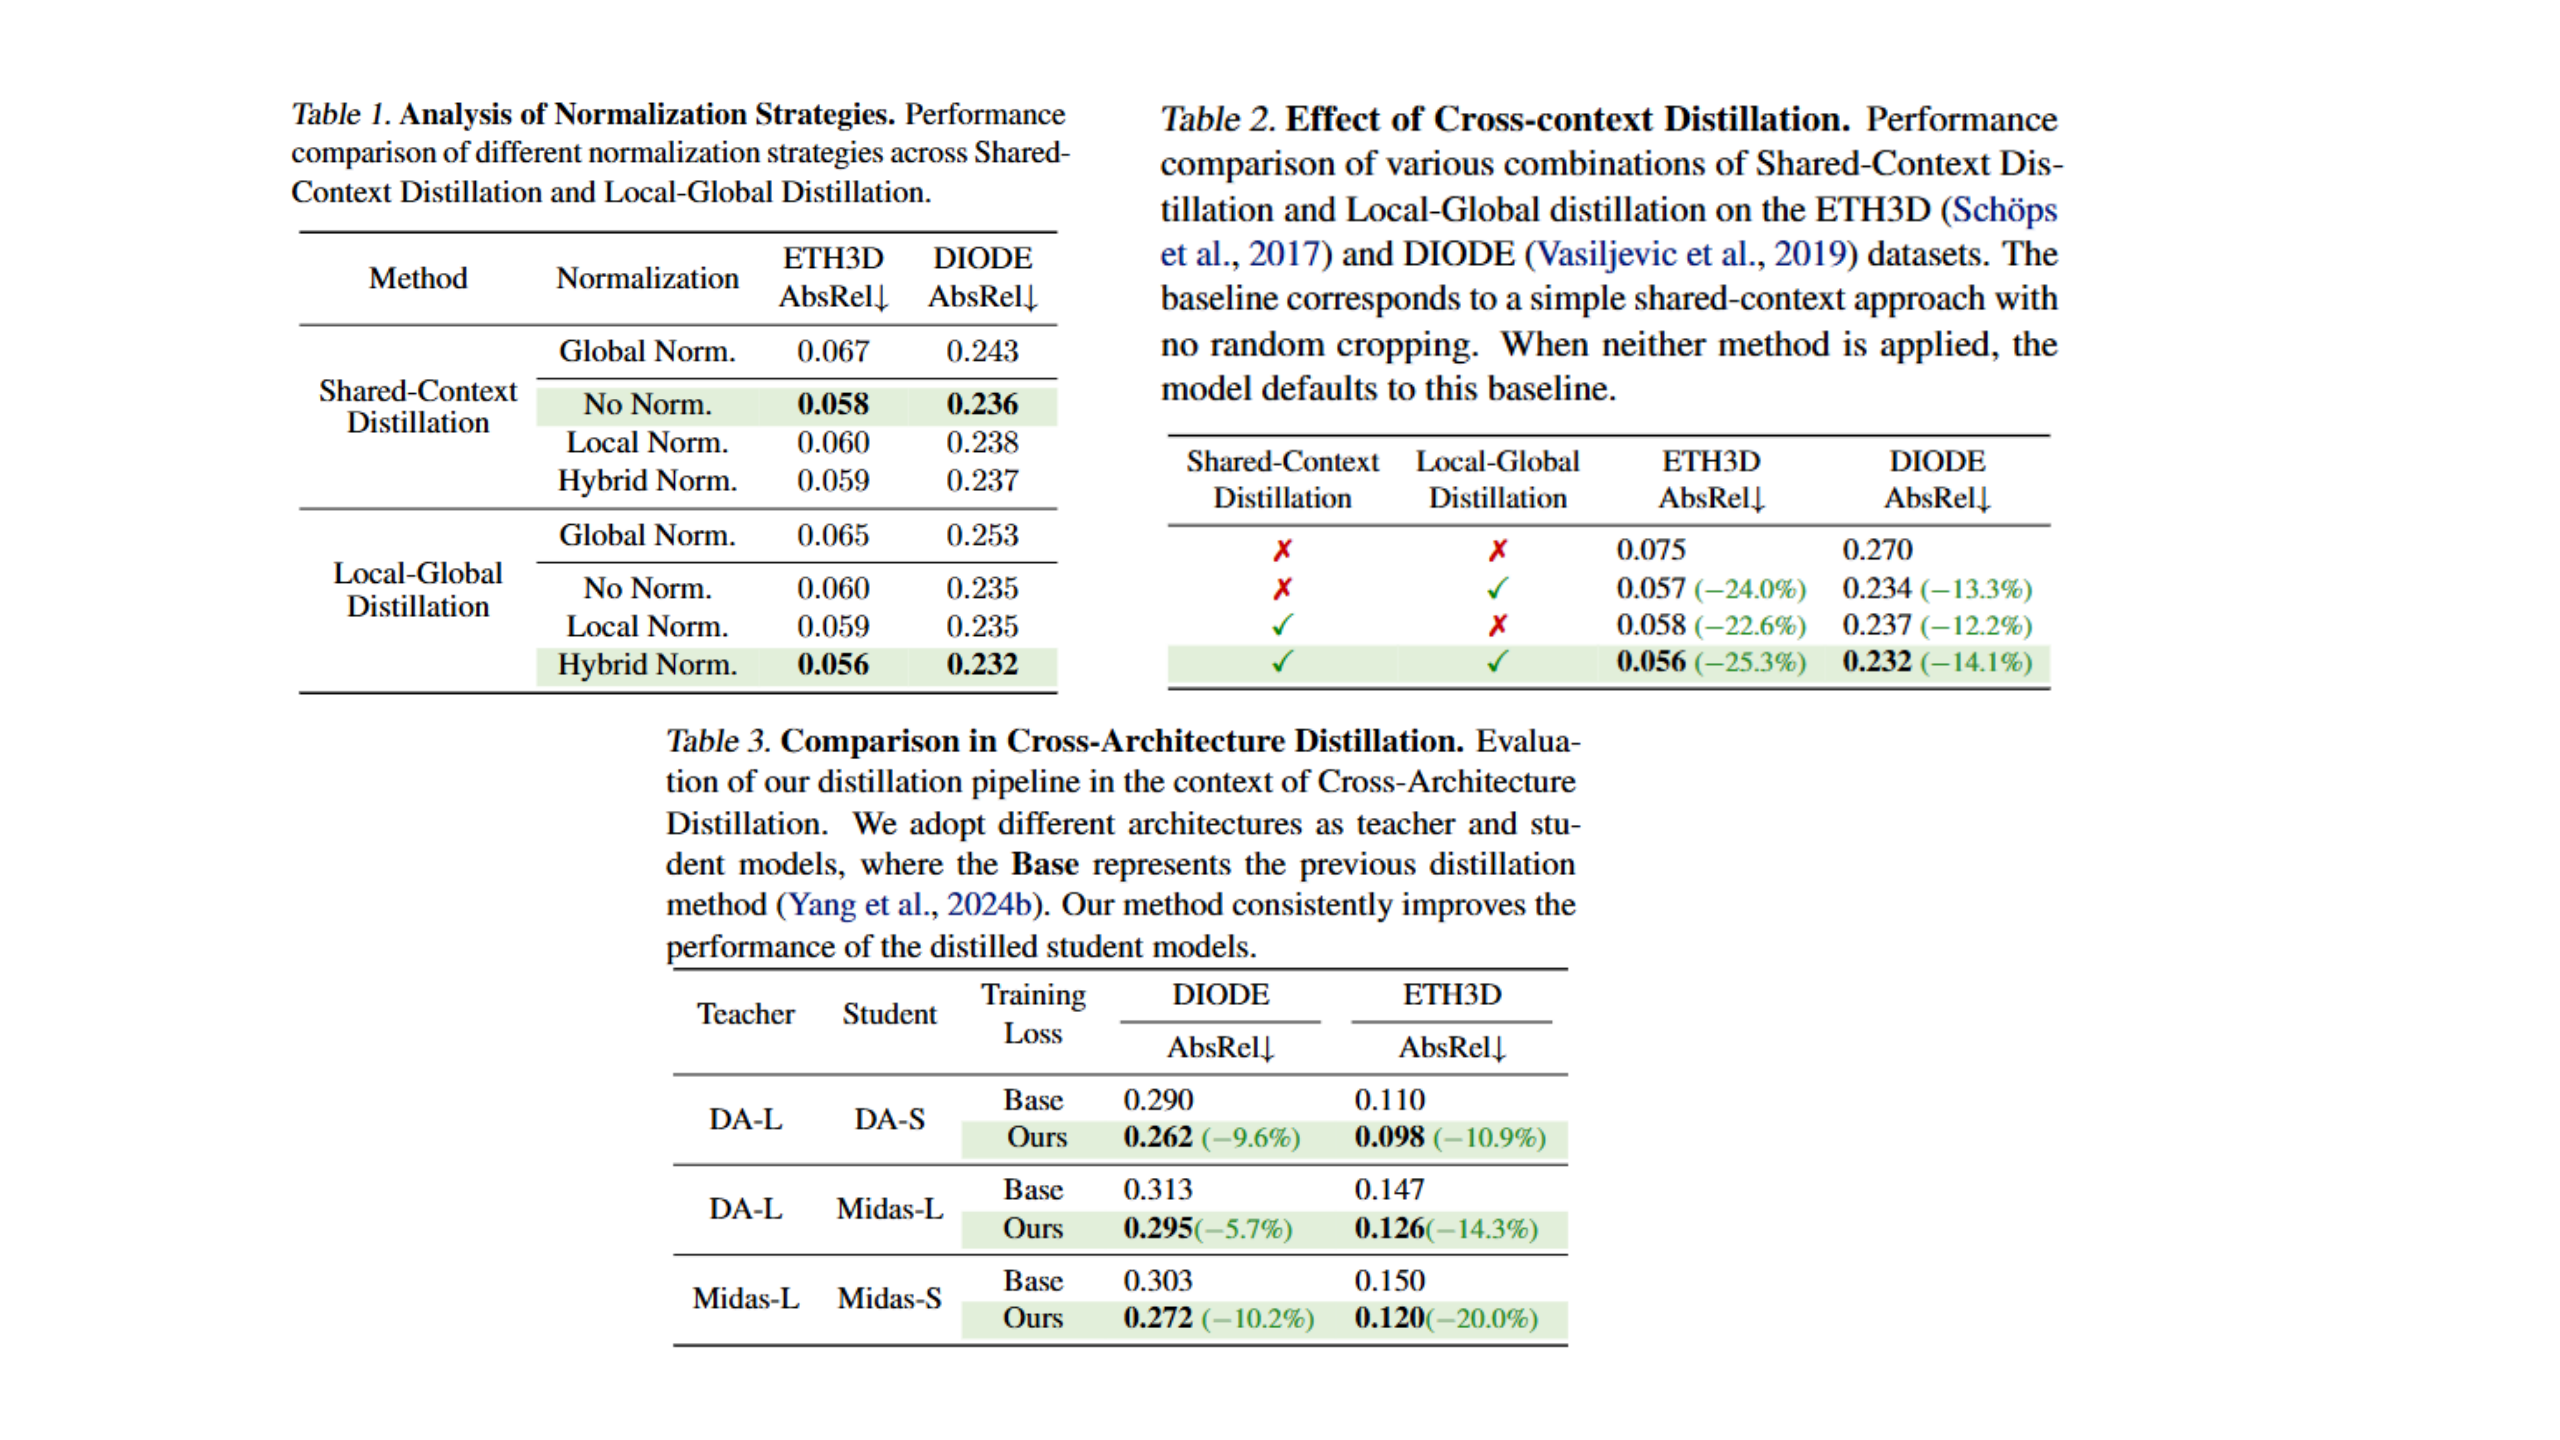 Table 1. Analysis of Normalization Strategies. Performance
comparison of different normalization strategies across Shared-
Context Distillation and Local-Global Distillation.
Method Normalization ETH3D DIODE
AbsRel↓ AbsRel↓
Shared-Context
Distillation
Global Norm. 0.067 0.243
No Norm. 0.058 0.236
Local Norm. 0.060 0.238
Hybrid Norm. 0.059 0.237
Local-Global
Distillation
Global Norm. 0.065 0.253
No Norm. 0.060 0.235
Local Norm. 0.059 0.235
Hybrid Norm. 0.056 0.232
Table 2. Effect of Cross-context Distillation. Performance
comparison of various combinations of Shared-Context Dis-
tillation and Local-Global distillation on the ETH3D (Schöps
et al., 2017) and DIODE (Vasiljevic et al., 2019) datasets. The
baseline corresponds to a simple shared-context approach with
no random cropping. When neither method is applied, the
model defaults to this baseline.
Shared-Context Local-Global ETH3D DIODE
Distillation Distillation AbsRel↓ AbsRel↓
✗ ✗ 0.075 0.270
✗ ✓ 0.057 (−24.0%) 0.234 (−13.3%)
✓ ✗ 0.058 (−22.6%) 0.237 (−12.2%)
✓ ✓ 0.056 (−25.3%) 0.232 (−14.1%)
Table 3. Comparison in Cross-Architecture Distillation. Evalua-
tion of our distillation pipeline in the context of Cross-Architecture
Distillation. We adopt different architectures as teacher and stu-
dent models, where the Base represents the previous distillation
method (Yang et al., 2024b). Our method consistently improves the
performance of the distilled student models.
Teacher Student Training DIODE ETH3D
Loss AbsRel↓ AbsRel↓
DA-L DA-S
Base 0.290 0.110
Ours 0.262 (−9.6%) 0.098 (−10.9%)
DA-L Midas-L
Base 0.313 0.147
Ours 0.295(−5.7%) 0.126(−14.3%)
Midas-L Midas-S
Base 0.303 0.150
Ours 0.272 (−10.2%) 0.120(−20.0%)